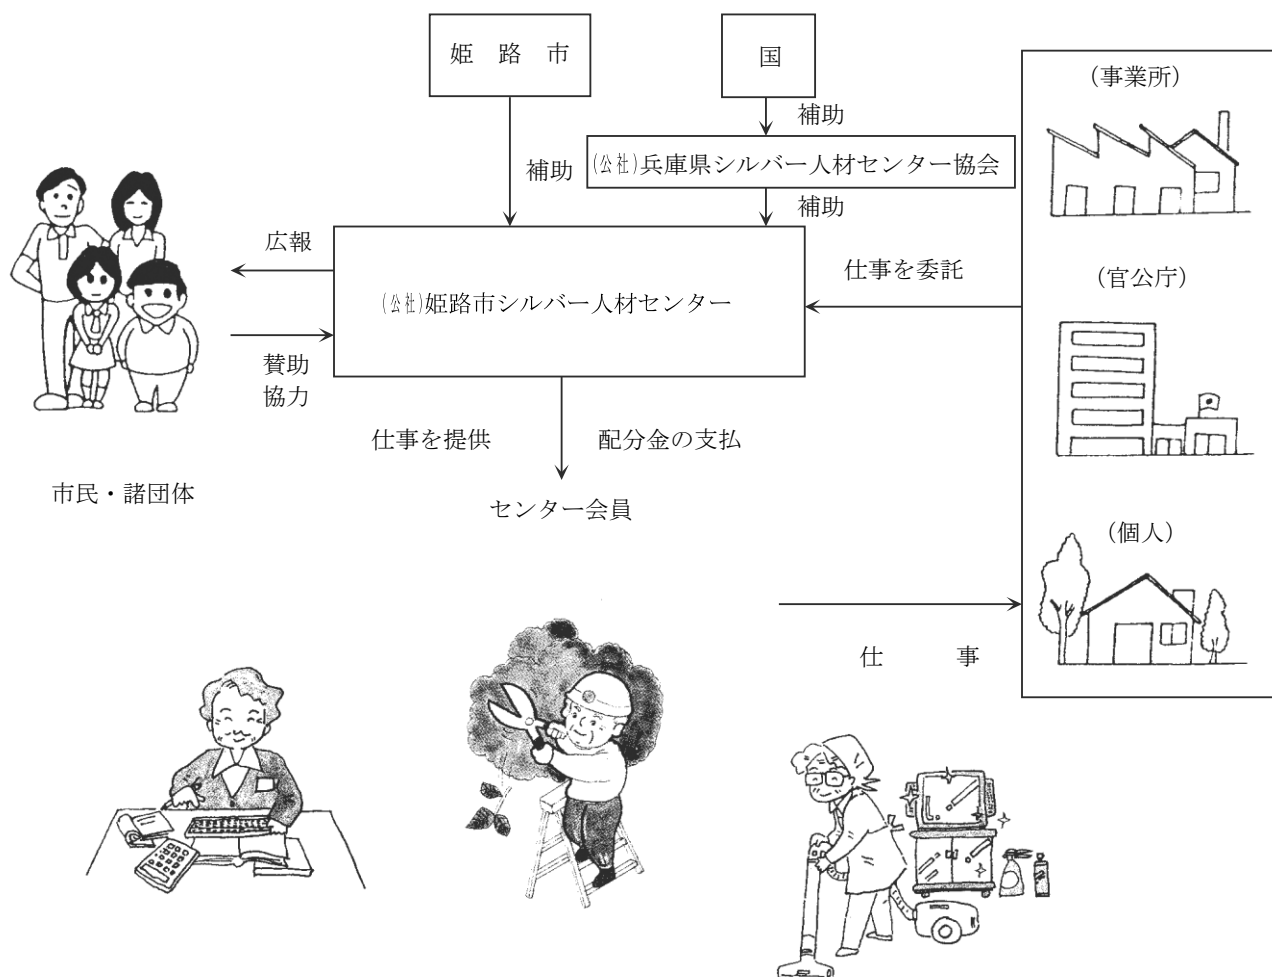 姫路市
国
（事業所）
補助
補助
(公社)兵庫県シルバー人材センター協会
補助
広報
仕事を委託
（官公庁）
(公社)姫路市シルバー人材センター
賛助
協力
仕事を提供
配分金の支払
市民・諸団体
センター会員
（個人）
仕事